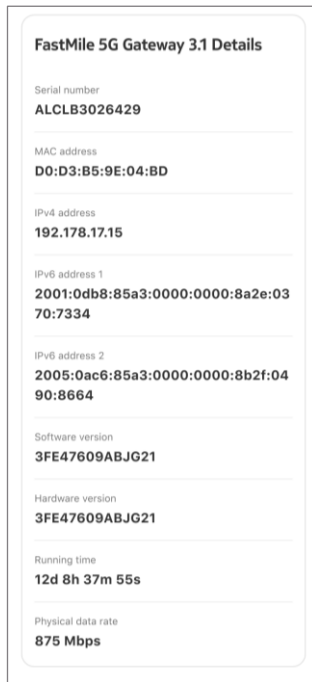 FastMile 5G Gateway 3.1 Details
Serial number
ALCLB3026429
MAC address
D0:D3:B5:9E:04:BD
IPv4 address
192.178.17.15
IPv6 address 1
2001:0db8:85a3:0000:0000:8a2e:03
70:7334
IPv6 address 2
2005:0ac6:85a3:0000:0000:8b2f:04
90:8664
Software version
3FE47609ABJG21
Hardware version
3FE47609ABJG21
Running time
12d 8h 37m 55s
Physical data rate
875 Mbps